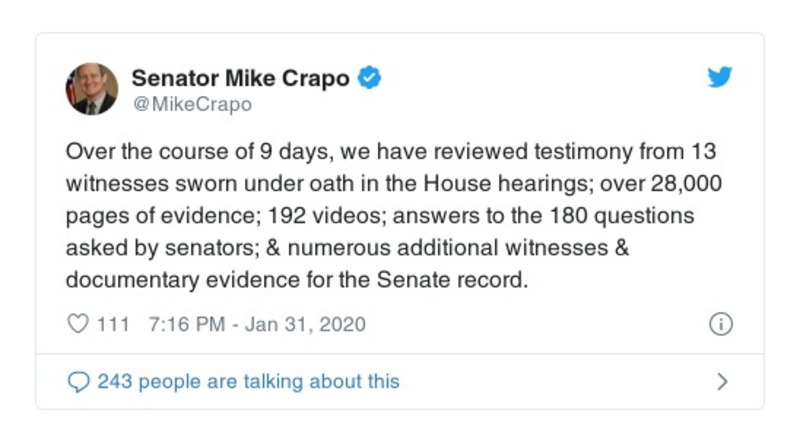 Senator Mike Crapo
@MikeCrapo
Over the course of 9 days, we have reviewed testimony from 13
witnesses sworn under oath in the House hearings; over 28,000
pages of evidence; 192 videos; answers to the 180 questions
asked by senators; & numerous additional witnesses &
documentary evidence for the Senate record.
111 7:16 PM - Jan 31, 2020
243 people are talking about this